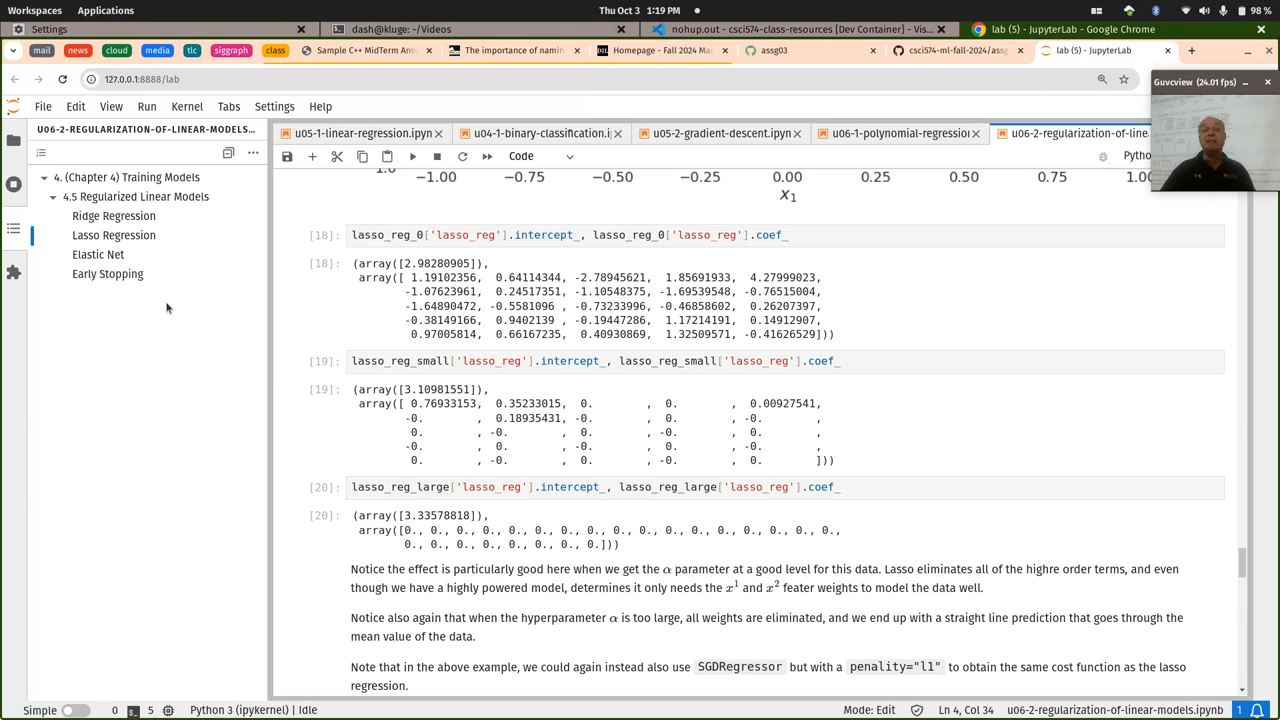 Workspaces Applications Thu Oct 3 1:19 PM 98 %
Settings dash@kluge: ~/Videos nohup.out - csci574-class-resources [Dev Container] - Vis... lab (5) - JupyterLab - Google Chrome
mail news cloud media tlc siggraph class Sample C++ MidTerm Ans The importance of namin Homepage - Fall 2024 Ma assg03 csci574-ml-fall-2024/assg lab (5) - JupyterLab
127.0.0.1:8888/lab
Guvcview (24.01 fps)
File Edit View Run Kernel Tabs Settings Help
U06-2-REGULARIZATION-OF-LINEAR-MODELS...
u05-1-linear-regression.ipynb u04-1-binary-classification.i u05-2-gradient-descent.ipynb u06-1-polynomial-regression u06-2-regularization-of-line
Code Pytho
4. (Chapter 4) Training Models
4.5 Regularized Linear Models
Ridge Regression
Lasso Regression
Elastic Net
Early Stopping
1.0
−1.00 −0.75 −0.50 −0.25 0.00 0.25 0.50 0.75 1.0
x1
[18]: lasso_reg_0['lasso_reg'].intercept_, lasso_reg_0['lasso_reg'].coef_
[18]: (array([2.98280905]),
array([ 1.19102356, 0.64114344, -2.78945621, 1.85691933, 4.27999023,
-1.07623961, 0.24517351, -1.10548375, -1.69539548, -0.76515004,
-1.64890472, -0.5581096 , -0.73233996, -0.46858602, 0.26207397,
-0.38149166, 0.9402139 , -0.19447286, 1.17214191, 0.14912907,
0.97005814, 0.66167235, 0.40930869, 1.32509571, -0.41626529]))
[19]: lasso_reg_small['lasso_reg'].intercept_, lasso_reg_small['lasso_reg'].coef_
[19]: (array([3.10981551]),
array([ 0.76933153, 0.35233015, 0. , 0. , 0.00927541,
-0. , 0.18935431, -0. , 0. , -0. ,
0. , -0. , 0. , -0. , 0. ,
-0. , 0. , -0. , 0. , -0. ,
0. , -0. , 0. , -0. , 0. ]))
[20]: lasso_reg_large['lasso_reg'].intercept_, lasso_reg_large['lasso_reg'].coef_
[20]: (array([3.33578818]),
array([0., 0., 0., 0., 0., 0., 0., 0., 0., 0., 0., 0., 0., 0., 0., 0., 0.,
0., 0., 0., 0., 0., 0., 0., 0.]))
Notice the effect is particularly good here when we get the α parameter at a good level for this data. Lasso eliminates all of the highre order terms, and even
though we have a highly powered model, determines it only needs the x1 and x2 feater weights to model the data well.
Notice also again that when the hyperparameter α is too large, all weights are eliminated, and we end up with a straight line prediction that goes through the
mean value of the data.
Note that in the above example, we could again instead also use SGDRegressor but with a penality="l1" to obtain the same cost function as the lasso
regression.
Simple 0 5 Python 3 (ipykernel) | Idle Mode: Edit Ln 4, Col 34 u06-2-regularization-of-linear-models.ipynb 1